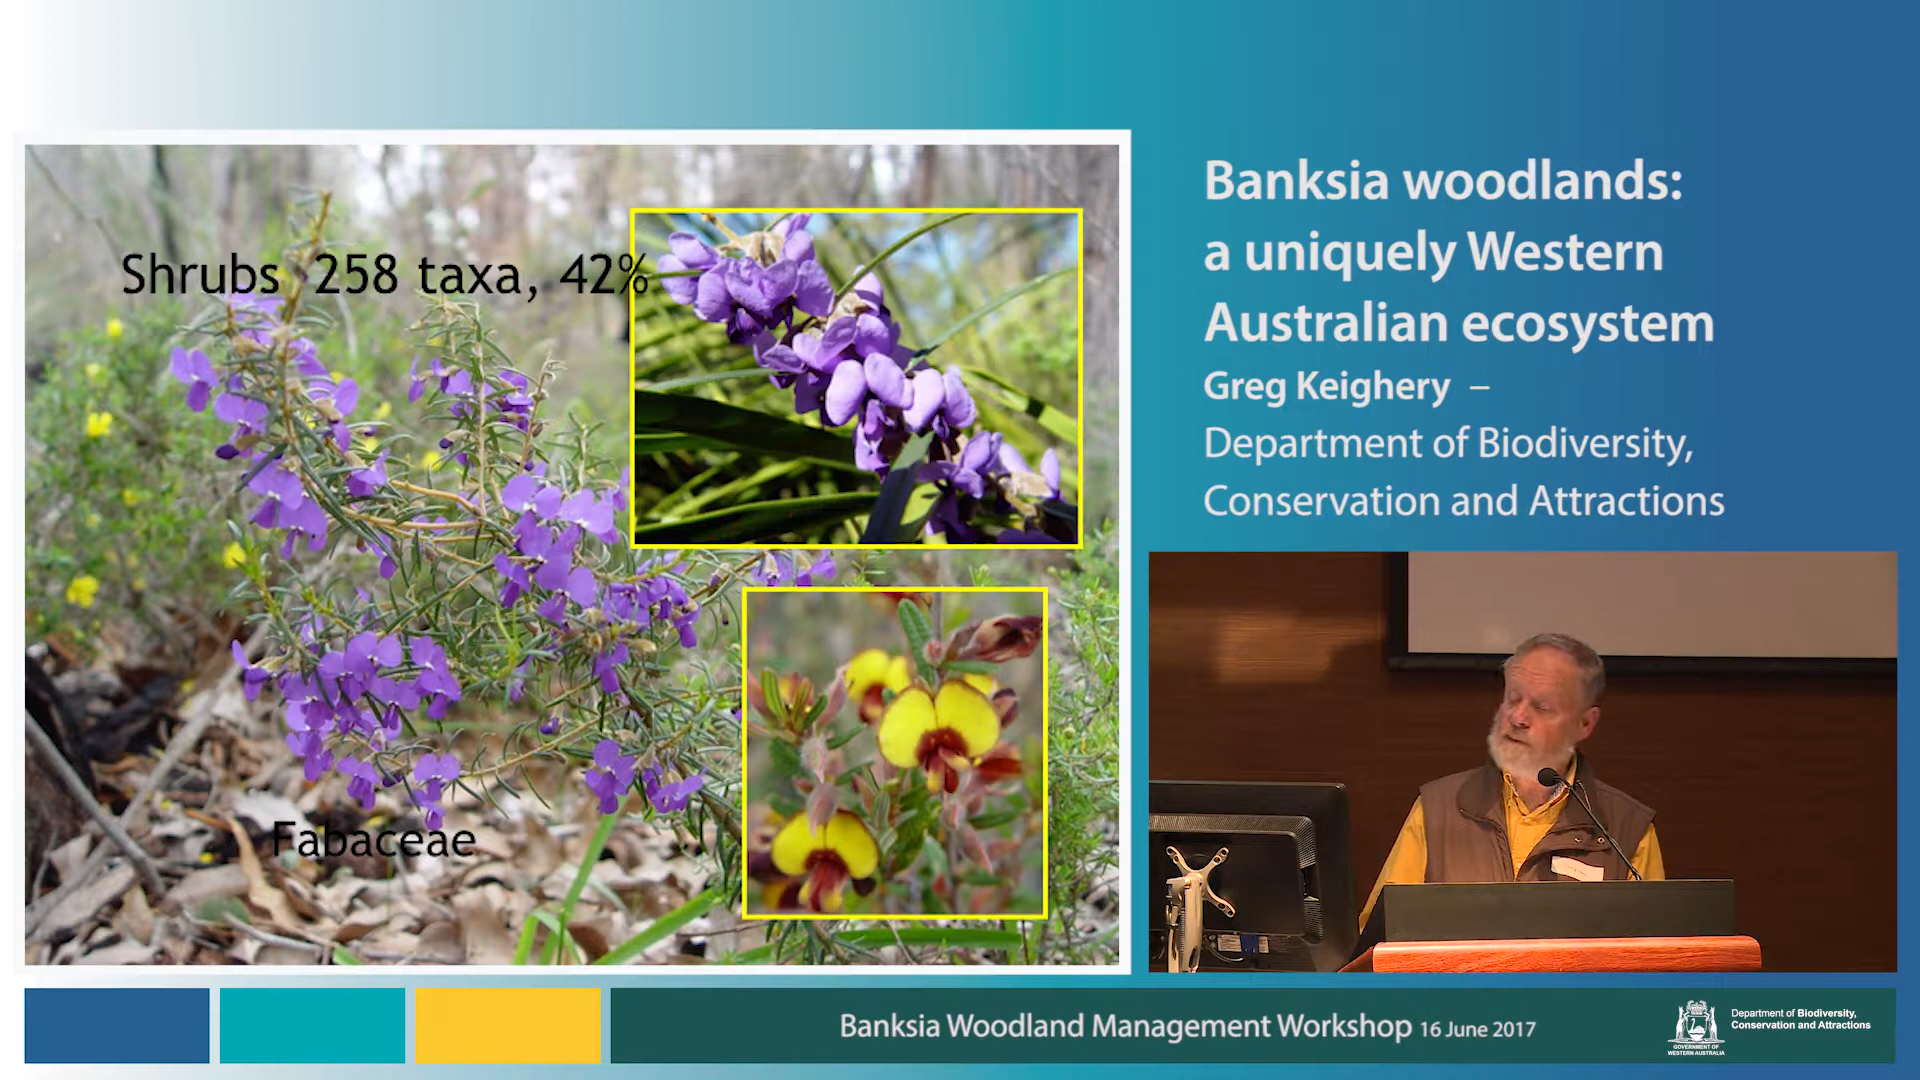 Shrubs 258 taxa, 42%
Fabaceae
Banksia woodlands:
a uniquely Western
Australian ecosystem
Greg Keighery –
Department of Biodiversity,
Conservation and Attractions
Banksia Woodland Management Workshop 16 June 2017
GOVERNMENT OF
WESTERN AUSTRALIA
Department of Biodiversity,
Conservation and Attractions